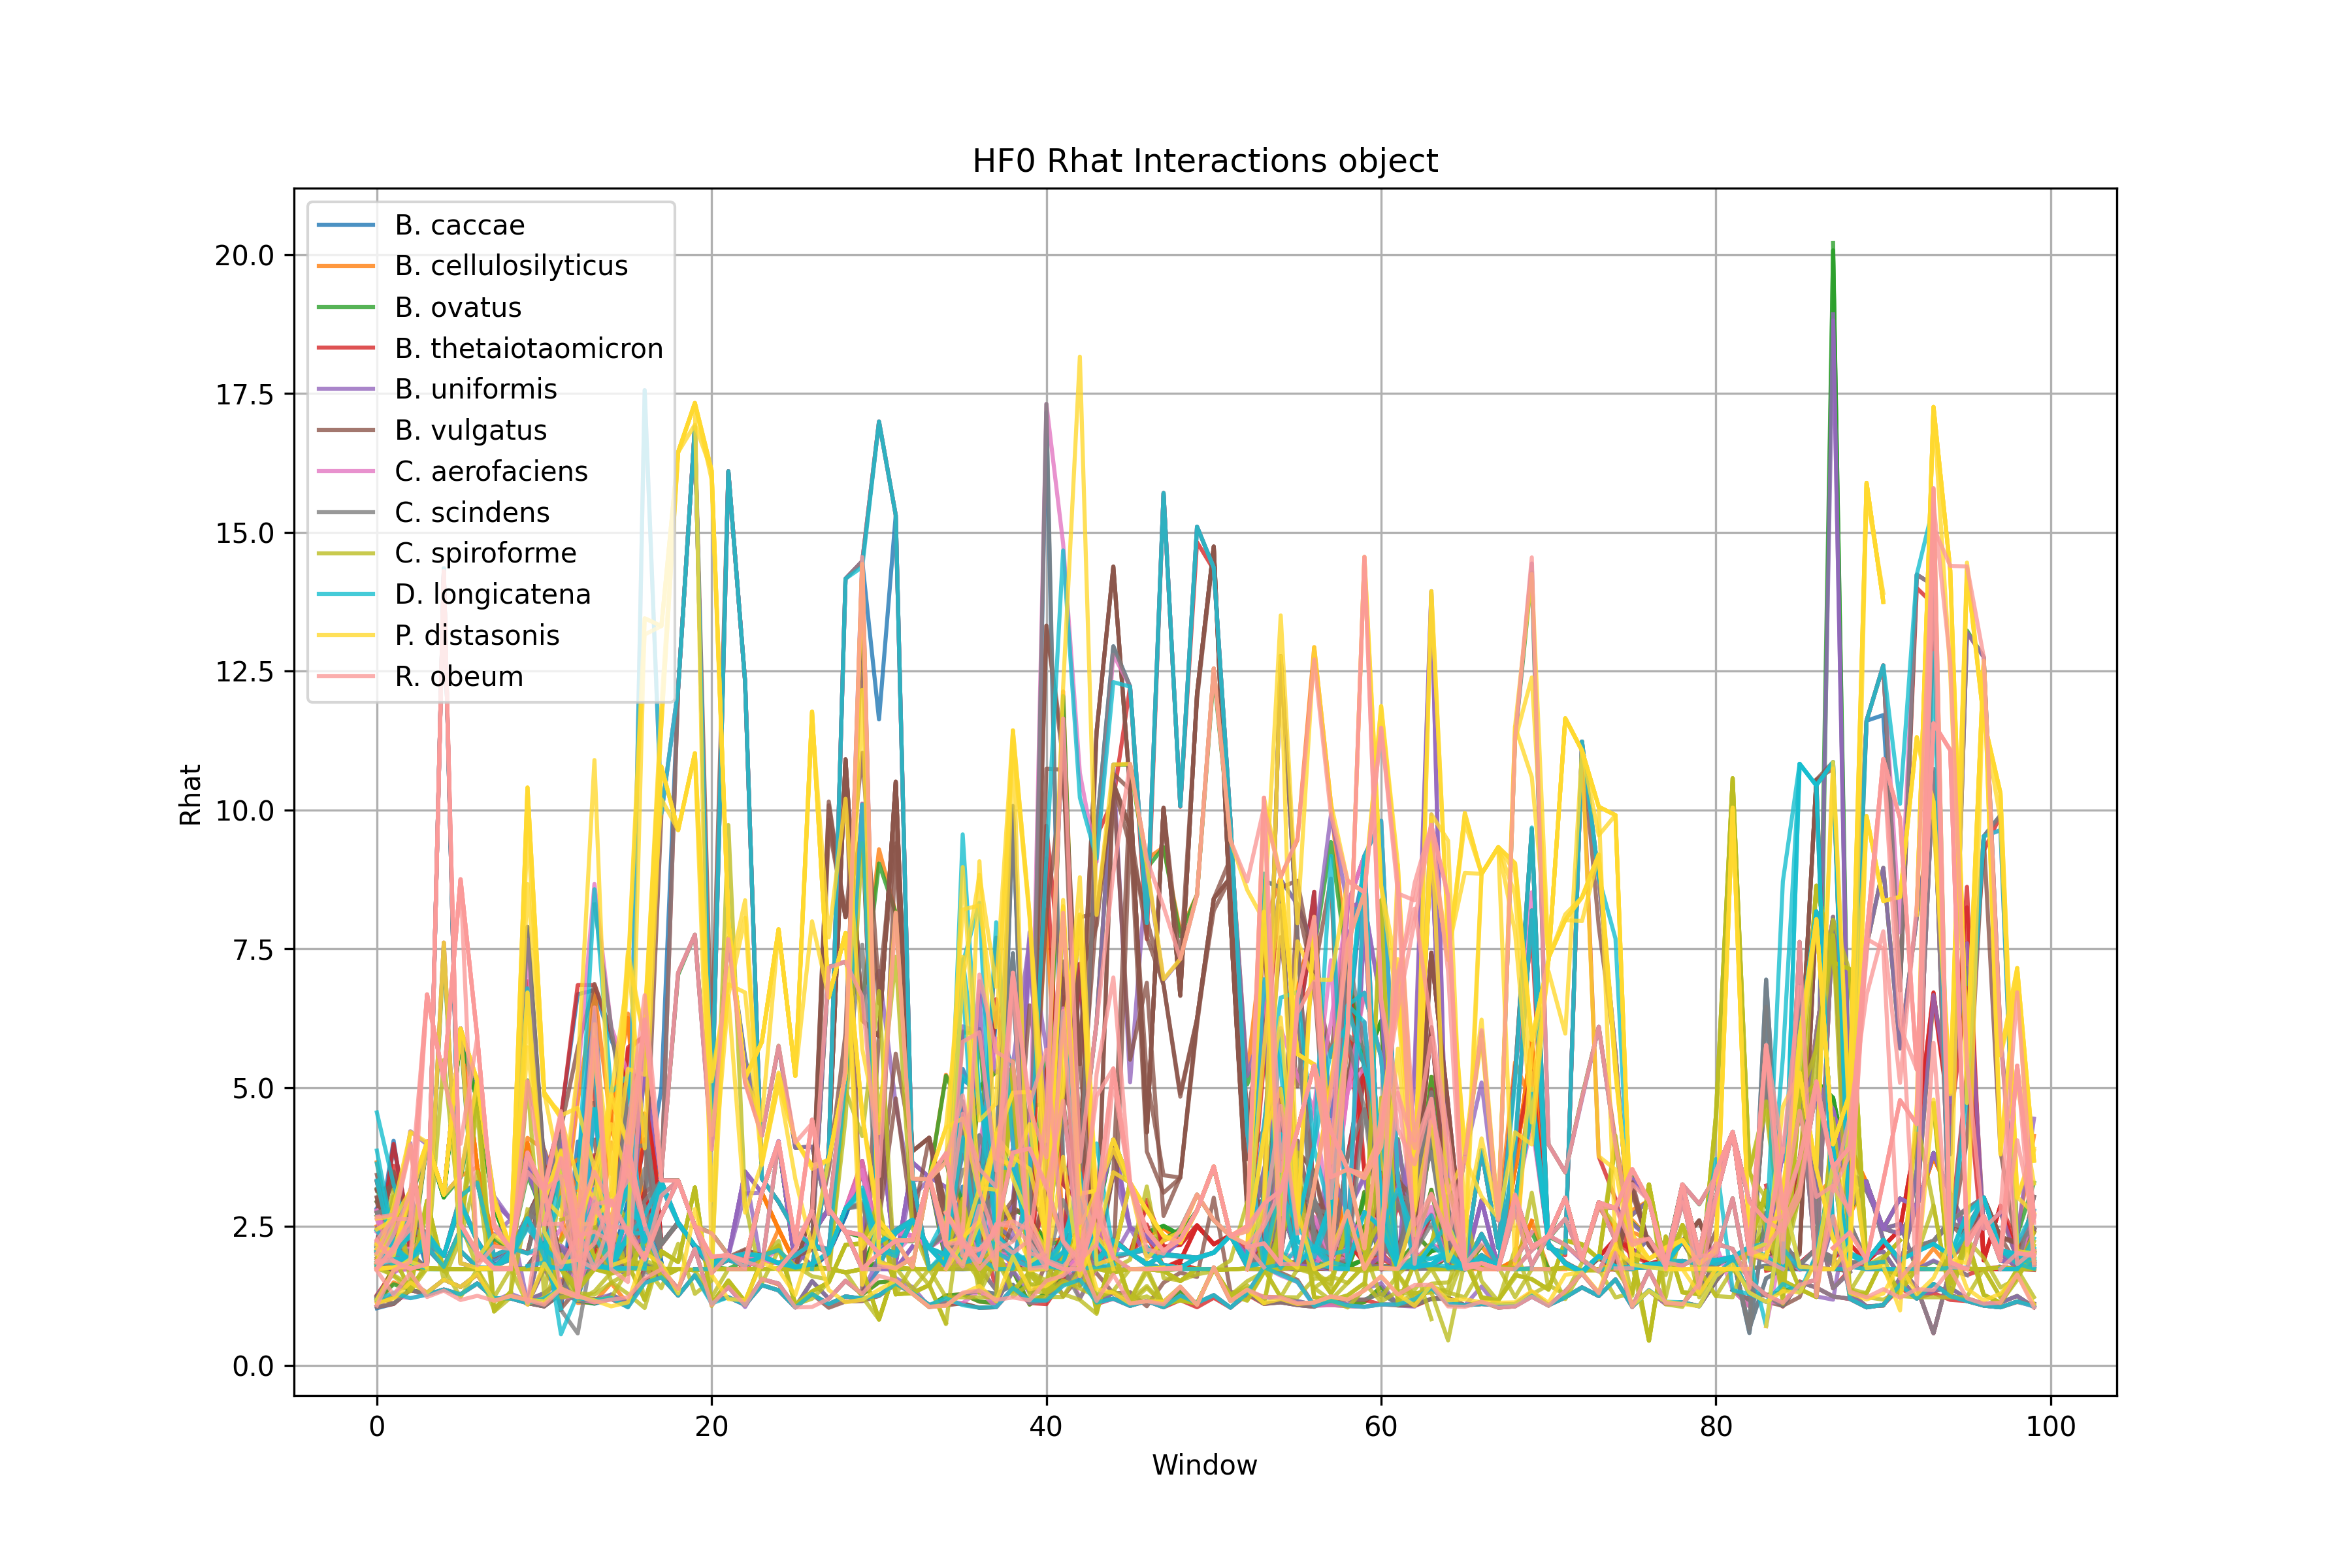 HF0 Rhat Interactions object
B. caccae
B. cellulosilyticus
B. ovatus
B. thetaiotaomicron
B. uniformis
B. vulgatus
C. aerofaciens
C. scindens
C. spiroforme
D. longicatena
P. distasonis
R. obeum
Rhat
20.0
17.5
15.0
12.5
10.0
7.5
5.0
2.5
0.0
0 20 40 60 80 100
Window